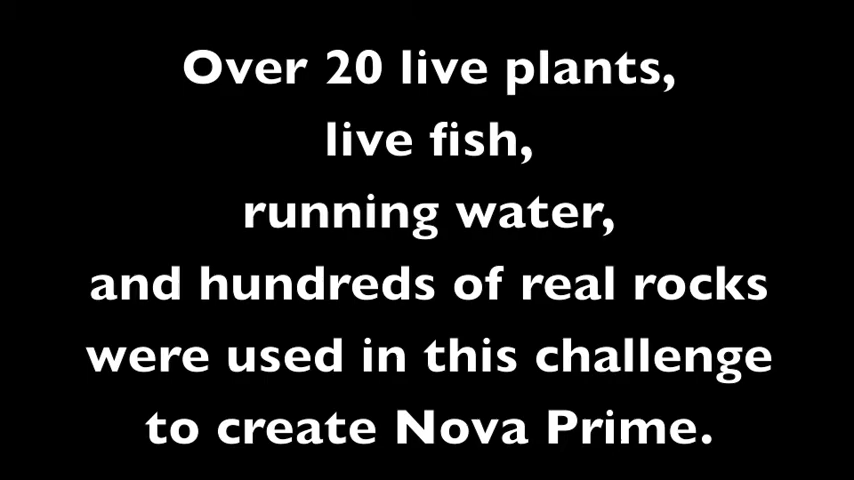 Over 20 live plants,
live fish,
running water,
and hundreds of real rocks
were used in this challenge
to create Nova Prime.